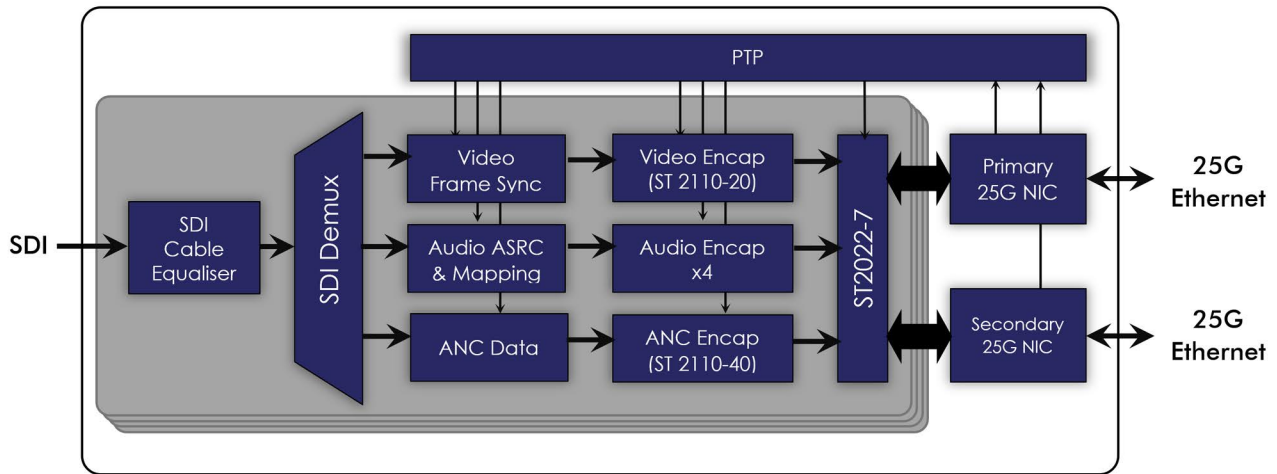 PTP
SDI
SDI
Cable
Equaliser
SDI Demux
Video
Frame Sync
Audio ASRC
& Mapping
ANC Data
Video Encap
(ST 2110-20)
Audio Encap
x4
ANC Encap
(ST 2110-40)
ST2022-7
Primary
25G NIC
Secondary
25G NIC
25G
Ethernet
25G
Ethernet